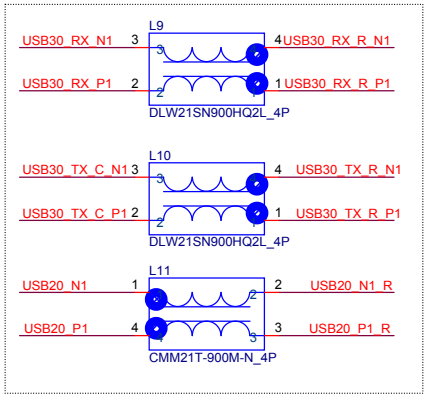 L9
USB30_RX_N1 3 3 4 USB30_RX_R_N1
USB30_RX_P1 2 2 1 USB30_RX_R_P1
DLW21SN900HQ2L_4P
L10
USB30_TX_C_N1 3 3 4 USB30_TX_R_N1
USB30_TX_C_P1 2 2 1 USB30_TX_R_P1
DLW21SN900HQ2L_4P
L11
USB20_N1 1 2 2 USB20_N1_R
USB20_P1 4 3 3 USB20_P1_R
CMM21T-900M-N_4P